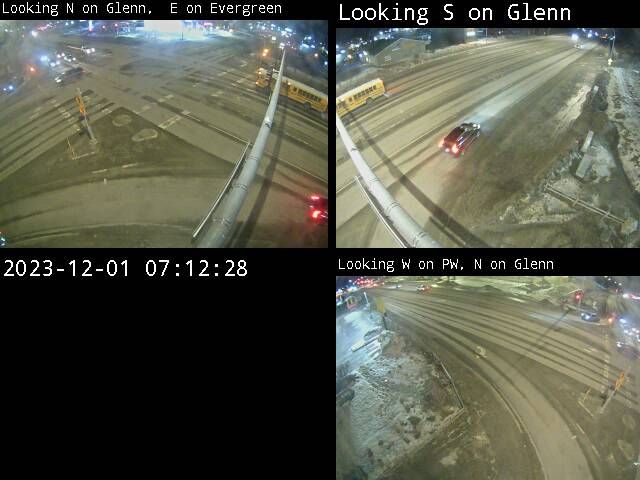 Looking N on Glenn,  E on Evergreen
Looking S on Glenn
2023-12-01 07:12:28
Looking W on PW, N on Glenn